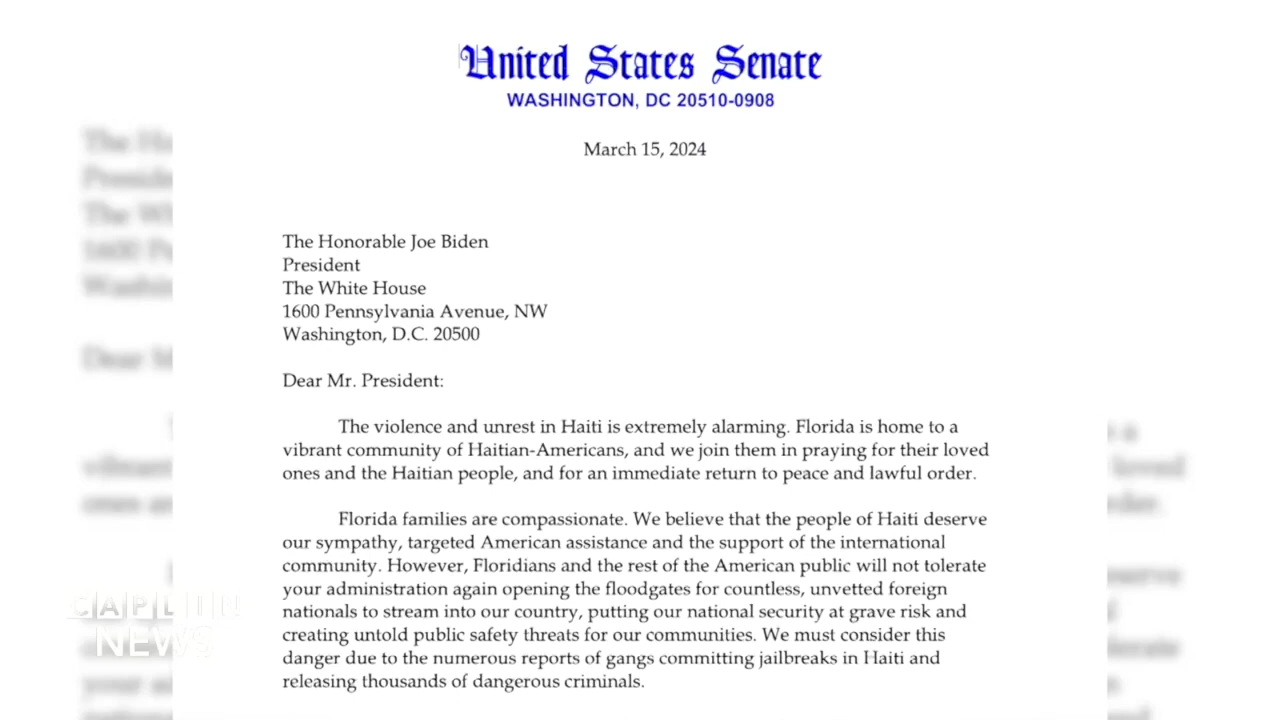 United States Senate
WASHINGTON, DC 20510-0908
March 15, 2024
The Honorable Joe Biden
President
The White House
1600 Pennsylvania Avenue, NW
Washington, D.C. 20500
Dear Mr. President:
The violence and unrest in Haiti is extremely alarming. Florida is home to a
vibrant community of Haitian-Americans, and we join them in praying for their loved
ones and the Haitian people, and for an immediate return to peace and lawful order.
Florida families are compassionate. We believe that the people of Haiti deserve
our sympathy, targeted American assistance and the support of the international
community. However, Floridians and the rest of the American public will not tolerate
your administration again opening the floodgates for countless, unvetted foreign
nationals to stream into our country, putting our national security at grave risk and
creating untold public safety threats for our communities. We must consider this
danger due to the numerous reports of gangs committing jailbreaks in Haiti and
releasing thousands of dangerous criminals.
CAPLIN
NEWS